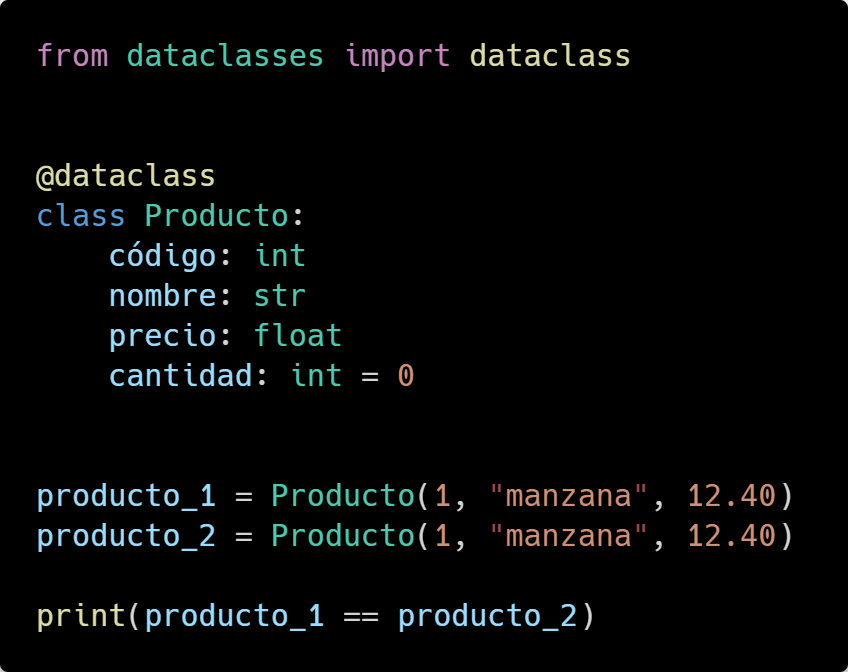 from dataclasses import dataclass
@dataclass
class Producto:
    código: int
    nombre: str
    precio: float
    cantidad: int = 0
producto_1 = Producto(1, "manzana", 12.40)
producto_2 = Producto(1, "manzana", 12.40)
print(producto_1 == producto_2)